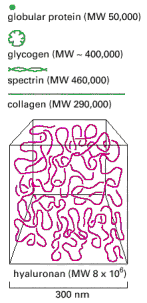 globular protein (MW 50,000)
glycogen (MW ~ 400,000)
spectrin (MW 460,000)
collagen (MW 290,000)
hyaluronan (MW 8 x 10⁶)
300 nm